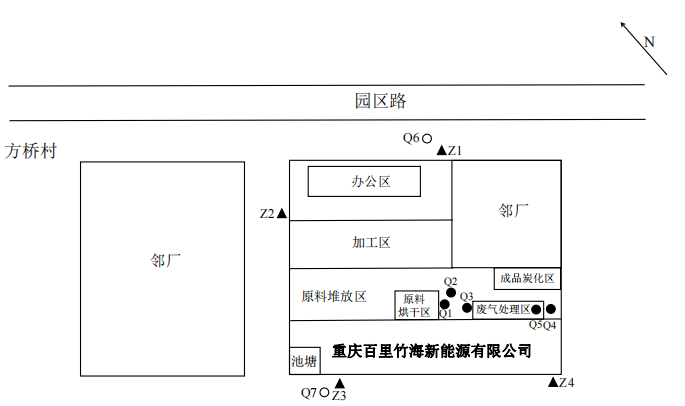 N
园区路
方桥村
Q6
Z1
办公区
Z2
邻厂
加工区
邻厂
成品炭化区
Q2
原料堆放区
原料
烘干区
Q1
Q3
废气处理区
Q5
Q4
重庆百里竹海新能源有限公司
池塘
Q7
Z3
Z4